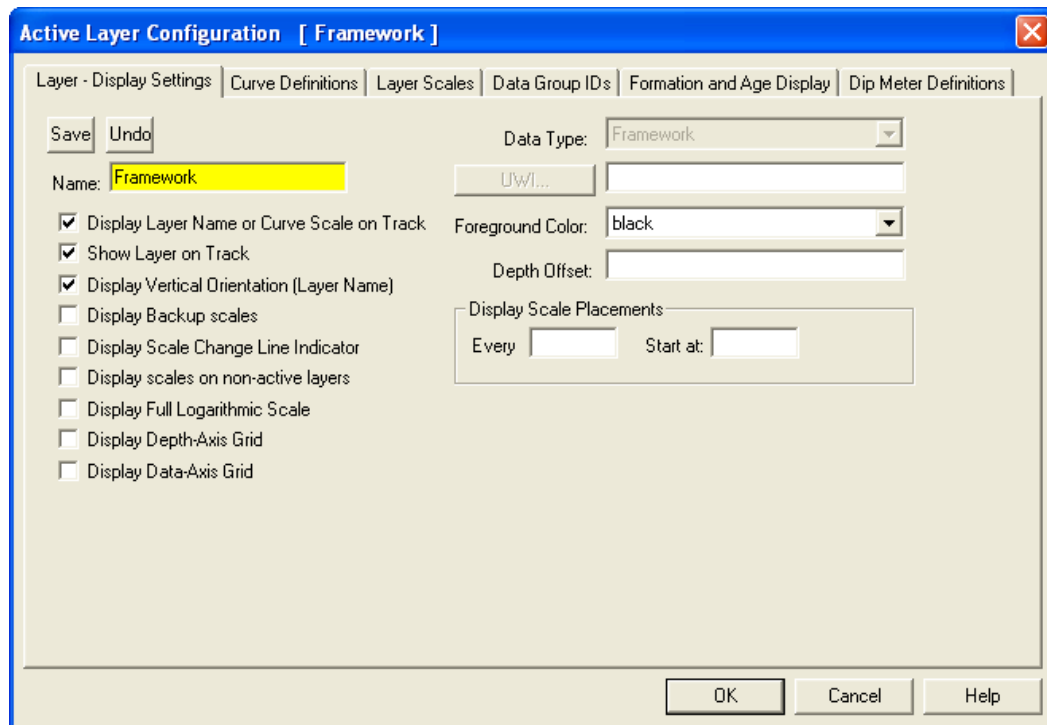 Active Layer Configuration [ Framework ]
Layer - Display Settings Curve Definitions Layer Scales Data Group IDs Formation and Age Display Dip Meter Definitions
Save Undo
Name: Framework
Display Layer Name or Curve Scale on Track
Show Layer on Track
Display Vertical Orientation (Layer Name)
Display Backup scales
Display Scale Change Line Indicator
Display scales on non-active layers
Display Full Logarithmic Scale
Display Depth-Axis Grid
Display Data-Axis Grid
Data Type: Framework
UWI...
Foreground Color: black
Depth Offset:
Display Scale Placements
Every Start at:
OK Cancel Help